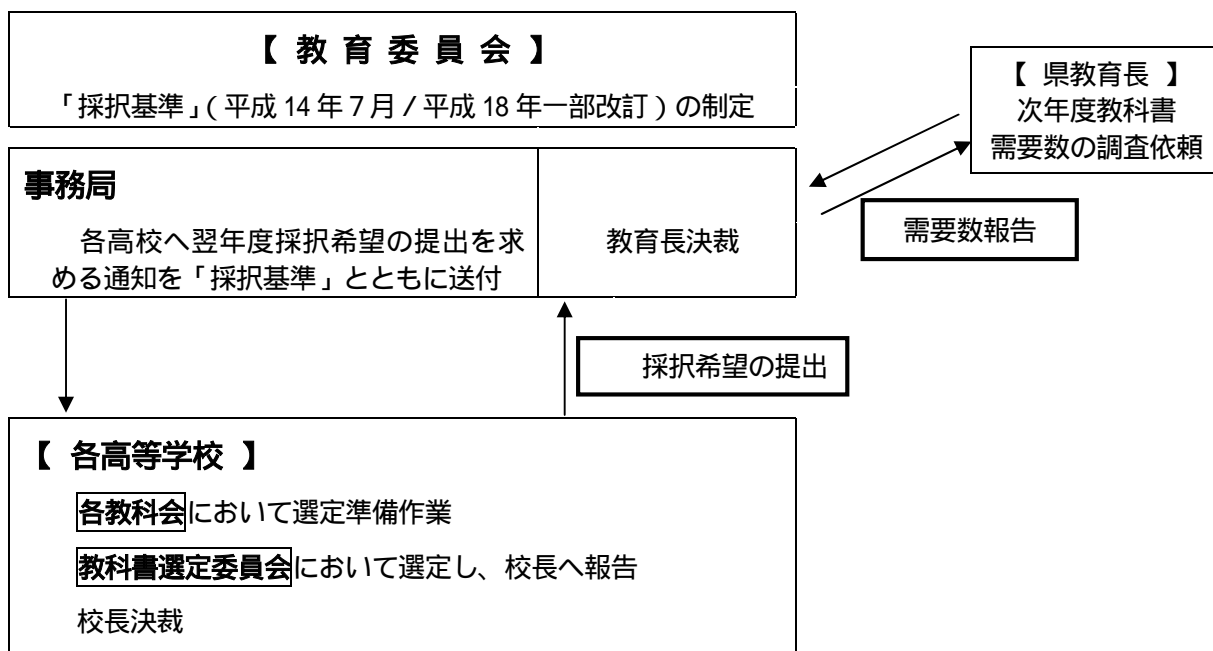 【 教 育 委 員 会 】
「採択基準」(平成 14 年 7 月 / 平成 18 年一部改訂)の制定
【 県教育長 】
次年度教科書
需要数の調査依頼
事務局
各高校へ翌年度採択希望の提出を求
める通知を「採択基準」とともに送付
教育長決裁
需要数報告
採択希望の提出
【 各高等学校 】
各教科会において選定準備作業
教科書選定委員会において選定し、校長へ報告
校長決裁